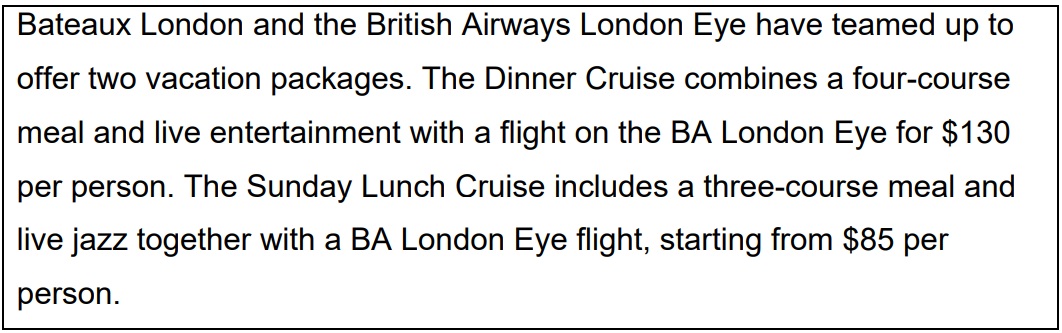 Bateaux London and the British Airways London Eye have teamed up to
offer two vacation packages. The Dinner Cruise combines a four-course
meal and live entertainment with a flight on the BA London Eye for $130
per person. The Sunday Lunch Cruise includes a three-course meal and
live jazz together with a BA London Eye flight, starting from $85 per
person.